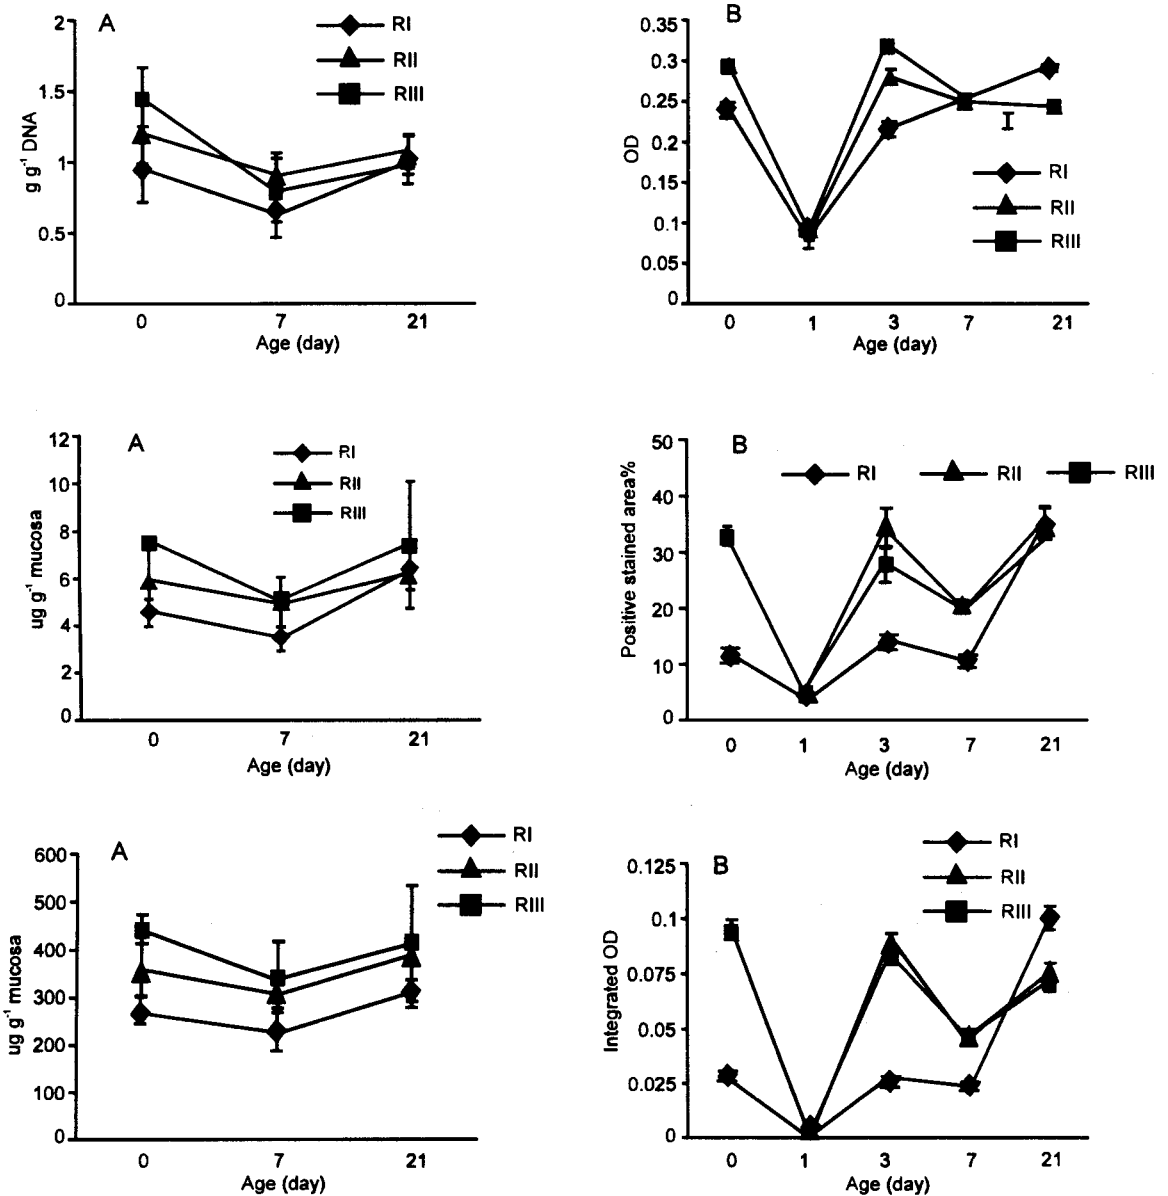 A
RI
RII
RIII
2
1.5
1
0.5
0
g g⁻¹ DNA
0 7 21
Age (day)
B
0.35
0.3
0.25
0.2
0.15
0.1
0.05
0
OD
RI
RII
RIII
0 1 3 7 21
Age (day)
A
RI
RII
RIII
12
10
8
6
4
2
0
ug g⁻¹ mucosa
0 7 21
Age (day)
B
RI RII RIII
50
40
30
20
10
0
Positive stained area%
0 1 3 7 21
Age (day)
A
RI
RII
RIII
600
500
400
300
200
100
0
ug g⁻¹ mucosa
0 7 21
Age (day)
B
RI
RII
RIII
0.125
0.1
0.075
0.05
0.025
0
Integrated OD
0 1 3 7 21
Age (day)